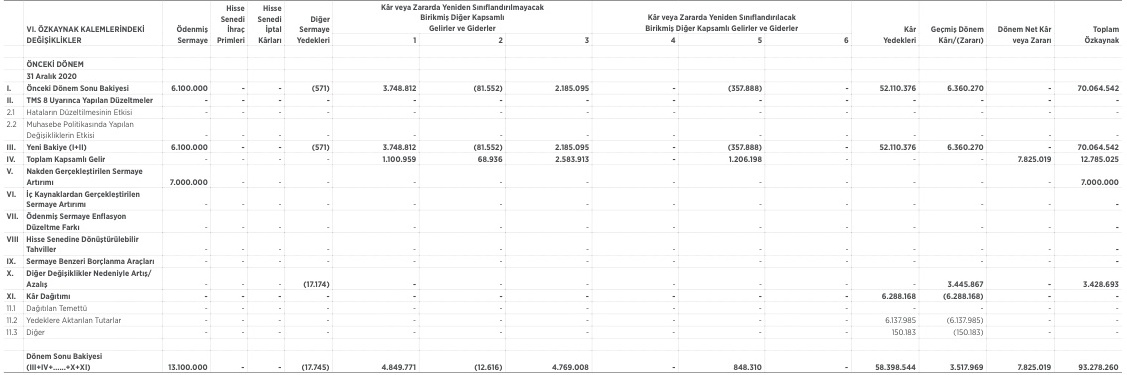 VI. ÖZKAYNAK KALEMLERİNDEKİ DEĞİŞİKLİKLER | Ödenmiş Sermaye | Hisse Senedi İhraç Primleri | Hisse Senedi İptal Kârları | Diğer Sermaye Yedekleri | Kâr veya Zararda Yeniden Sınıflandırılmayacak Birikmiş Diğer Kapsamlı Gelirler ve Giderler | Kâr veya Zararda Yeniden Sınıflandırılacak Birikmiş Diğer Kapsamlı Gelirler ve Giderler | Kâr Yedekleri | Geçmiş Dönem Kârı/(Zararı) | Dönem Net Kâr veya Zararı | Toplam Özkaynak
1 2 3 4 5 6
ÖNCEKİ DÖNEM
31 Aralık 2020
I. Önceki Dönem Sonu Bakiyesi 6.100.000 - - (571) 3.748.812 (81.552) 2.185.095 - (357.888) - 52.110.376 6.360.270 - 70.064.542
II. TMS 8 Uyarınca Yapılan Düzeltmeler - - - - - - - - - - - - - -
2.1 Hataların Düzeltilmesinin Etkisi - - - - - - - - - - - - - -
2.2 Muhasebe Politikasında Yapılan
Değişikliklerin Etkisi - - - - - - - - - - - - - -
III. Yeni Bakiye (I+II) 6.100.000 - - (571) 3.748.812 (81.552) 2.185.095 - (357.888) - 52.110.376 6.360.270 - 70.064.542
IV. Toplam Kapsamlı Gelir - - - - 1.100.959 68.936 2.583.913 - 1.206.198 - - - 7.825.019 12.785.025
V. Nakden Gerçekleştirilen Sermaye
Artırımı 7.000.000 - - - - - - - - - - - - 7.000.000
VI. İç Kaynaklardan Gerçekleştirilen
Sermaye Artırımı - - - - - - - - - - - - - -
VII. Ödenmiş Sermaye Enflasyon
Düzeltme Farkı - - - - - - - - - - - - - -
VIII Hisse Senedine Dönüştürülebilir
Tahviller - - - - - - - - - - - - - -
IX. Sermaye Benzeri Borçlanma Araçları - - - - - - - - - - - - - -
X. Diğer Değişiklikler Nedeniyle Artış/
Azalış - - - (17.174) - - - - - - - 3.445.867 - 3.428.693
XI. Kâr Dağıtımı - - - - - - - - - - 6.288.168 (6.288.168) - -
11.1 Dağıtılan Temettü - - - - - - - - - - - - - -
11.2 Yedeklere Aktarılan Tutarlar - - - - - - - - - - 6.137.985 (6.137.985) - -
11.3 Diğer - - - - - - - - - - 150.183 (150.183) - -
Dönem Sonu Bakiyesi
(III+IV+......+X+XI) 13.100.000 - - (17.745) 4.849.771 (12.616) 4.769.008 - 848.310 - 58.398.544 3.517.969 7.825.019 93.278.260